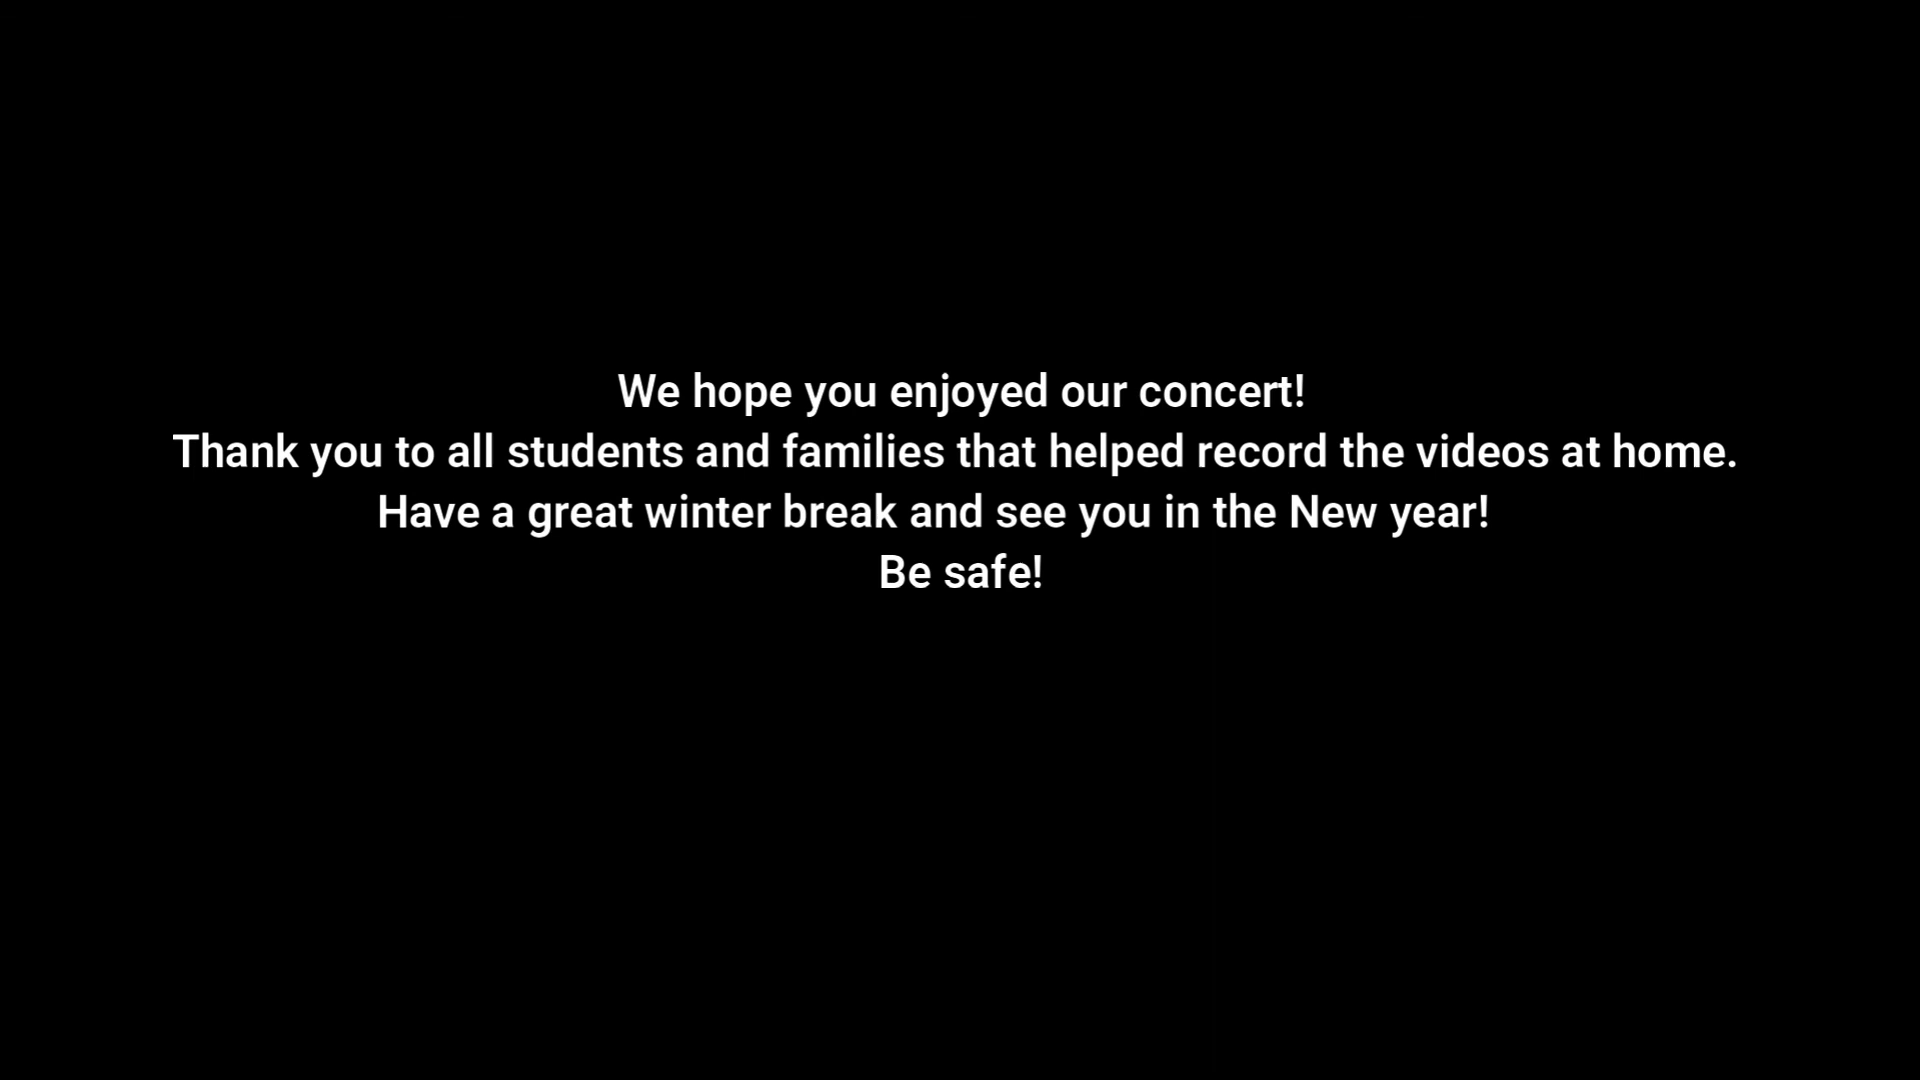 We hope you enjoyed our concert!
Thank you to all students and families that helped record the videos at home.
Have a great winter break and see you in the New year!
Be safe!